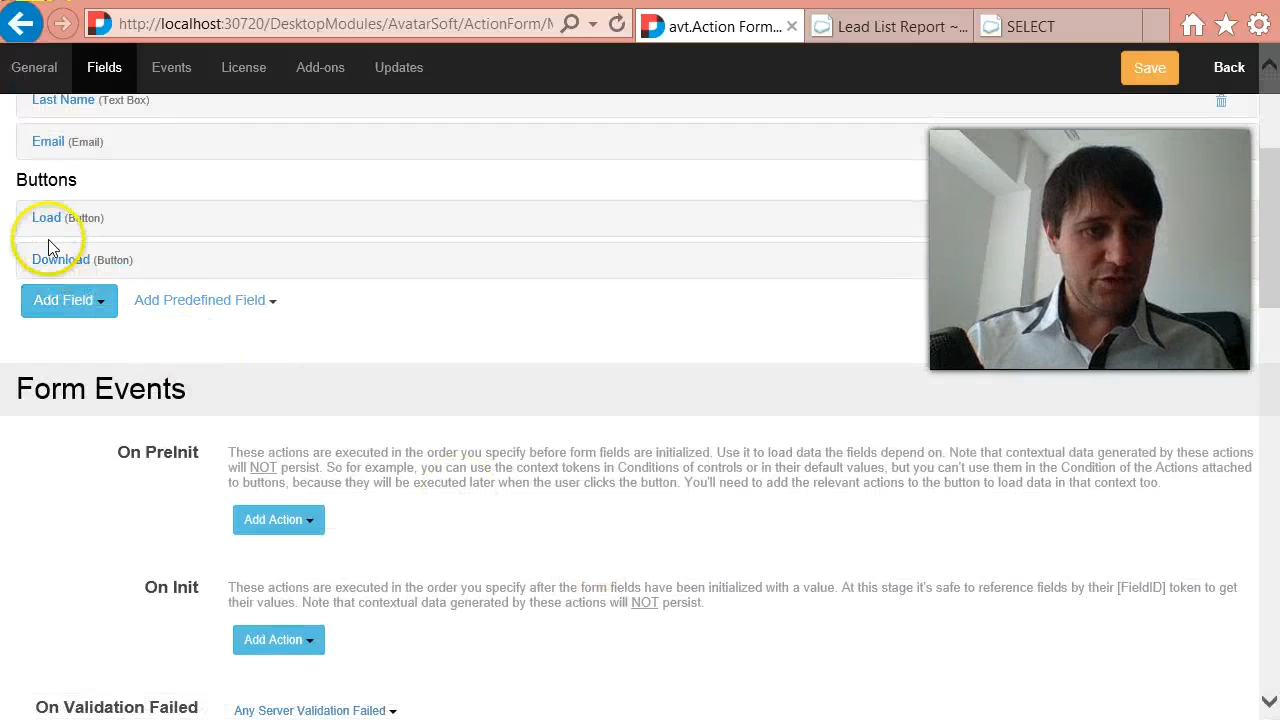 http://localhost:30720/DesktopModules/AvatarSoft/ActionForm/
avt.Action Form...
Lead List Report ~...
SELECT
General
Fields
Events
License
Add-ons
Updates
Save
Back
Last Name (Text Box)
Email (Email)
Buttons
Load (Button)
Download (Button)
Add Field
Add Predefined Field
Form Events
On PreInit
These actions are executed in the order you specify before form fields are initialized. Use it to load data the fields depend on. Note that contextual data generated by these actions
will NOT persist. So for example, you can use the context tokens in Conditions of controls or in their default values, but you can't use them in the Condition of the Actions attached
to buttons, because they will be executed later when the user clicks the button. You'll need to add the relevant actions to the button to load data in that context too.
Add Action
On Init
These actions are executed in the order you specify after the form fields have been initialized with a value. At this stage it's safe to reference fields by their [FieldID] token to get
their values. Note that contextual data generated by these actions will NOT persist.
Add Action
On Validation Failed
Any Server Validation Failed